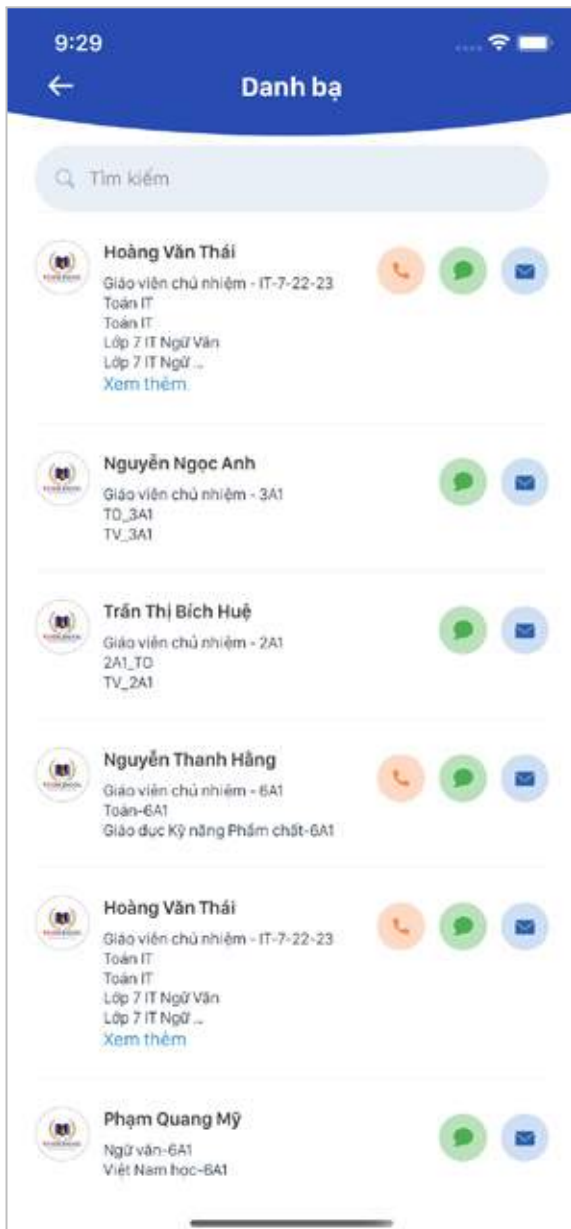 9:29
Danh bạ
Tìm kiếm
Hoàng Văn Thái
Giáo viên chủ nhiệm - IT-7-22-23
Toán IT
Toán IT
Lớp 7 IT Ngữ Văn
Lớp 7 IT Ngữ ...
Xem thêm
Nguyễn Ngọc Anh
Giáo viên chủ nhiệm - 3A1
TO_3A1
TV_3A1
Trần Thị Bích Huệ
Giáo viên chủ nhiệm - 2A1
2A1_TO
TV_2A1
Nguyễn Thanh Hằng
Giáo viên chủ nhiệm - 6A1
Toán-6A1
Giáo dục Kỹ năng Phẩm chất-6A1
Hoàng Văn Thái
Giáo viên chủ nhiệm - IT-7-22-23
Toán IT
Toán IT
Lớp 7 IT Ngữ Văn
Lớp 7 IT Ngữ ...
Xem thêm
Phạm Quang Mỹ
Ngữ văn-6A1
Việt Nam học-6A1